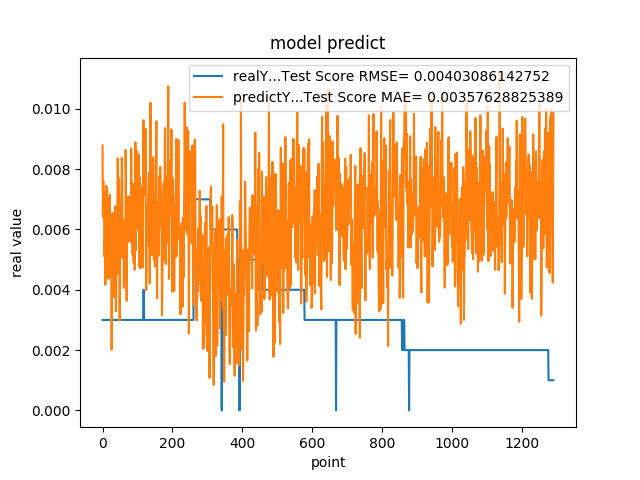 model predict
realY...Test Score RMSE= 0.00403086142752
predictY...Test Score MAE= 0.00357628825389
real value
0.010
0.008
0.006
0.004
0.002
0.000
0 200 400 600 800 1000 1200
point